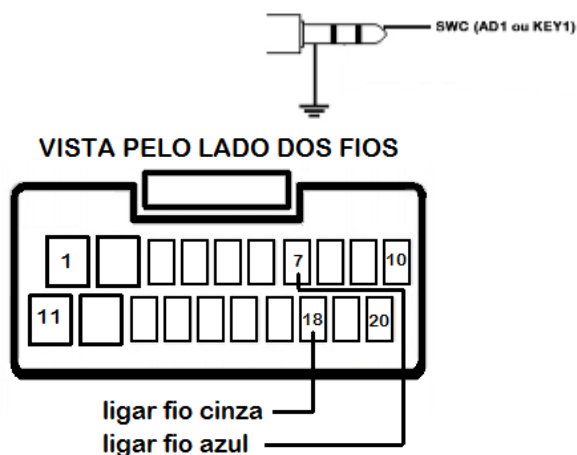 SWC (AD1 ou KEY1)
VISTA PELO LADO DOS FIOS
1 7 10
11 18 20
ligar fio cinza
ligar fio azul